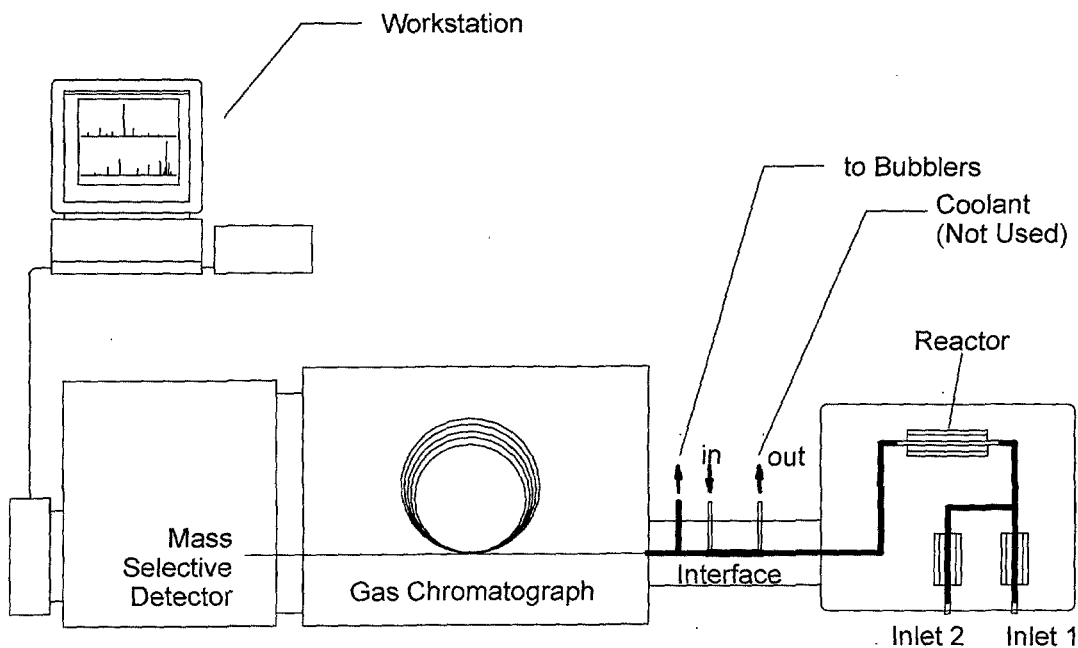 Workstation
to Bubblers
Coolant
(Not Used)
Reactor
in
out
Mass
Selective
Detector
Gas Chromatograph
Interface
Inlet 2
Inlet 1